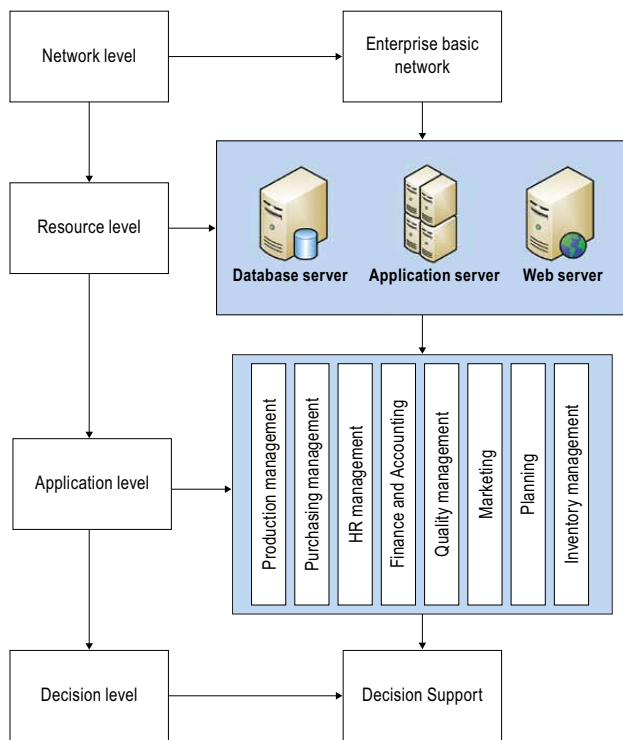 Network level
Enterprise basic
network
Resource level
Database server
Application server
Web server
Application level
Production management
Purchasing management
HR management
Finance and Accounting
Quality management
Marketing
Planning
Inventory management
Decision level
Decision Support